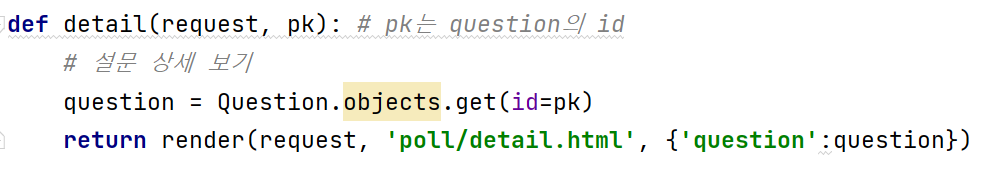 def detail(request, pk): # pk는 question의 id
# 설문 상세 보기
question = Question.objects.get(id=pk)
return render(request, 'poll/detail.html', {'question':question})